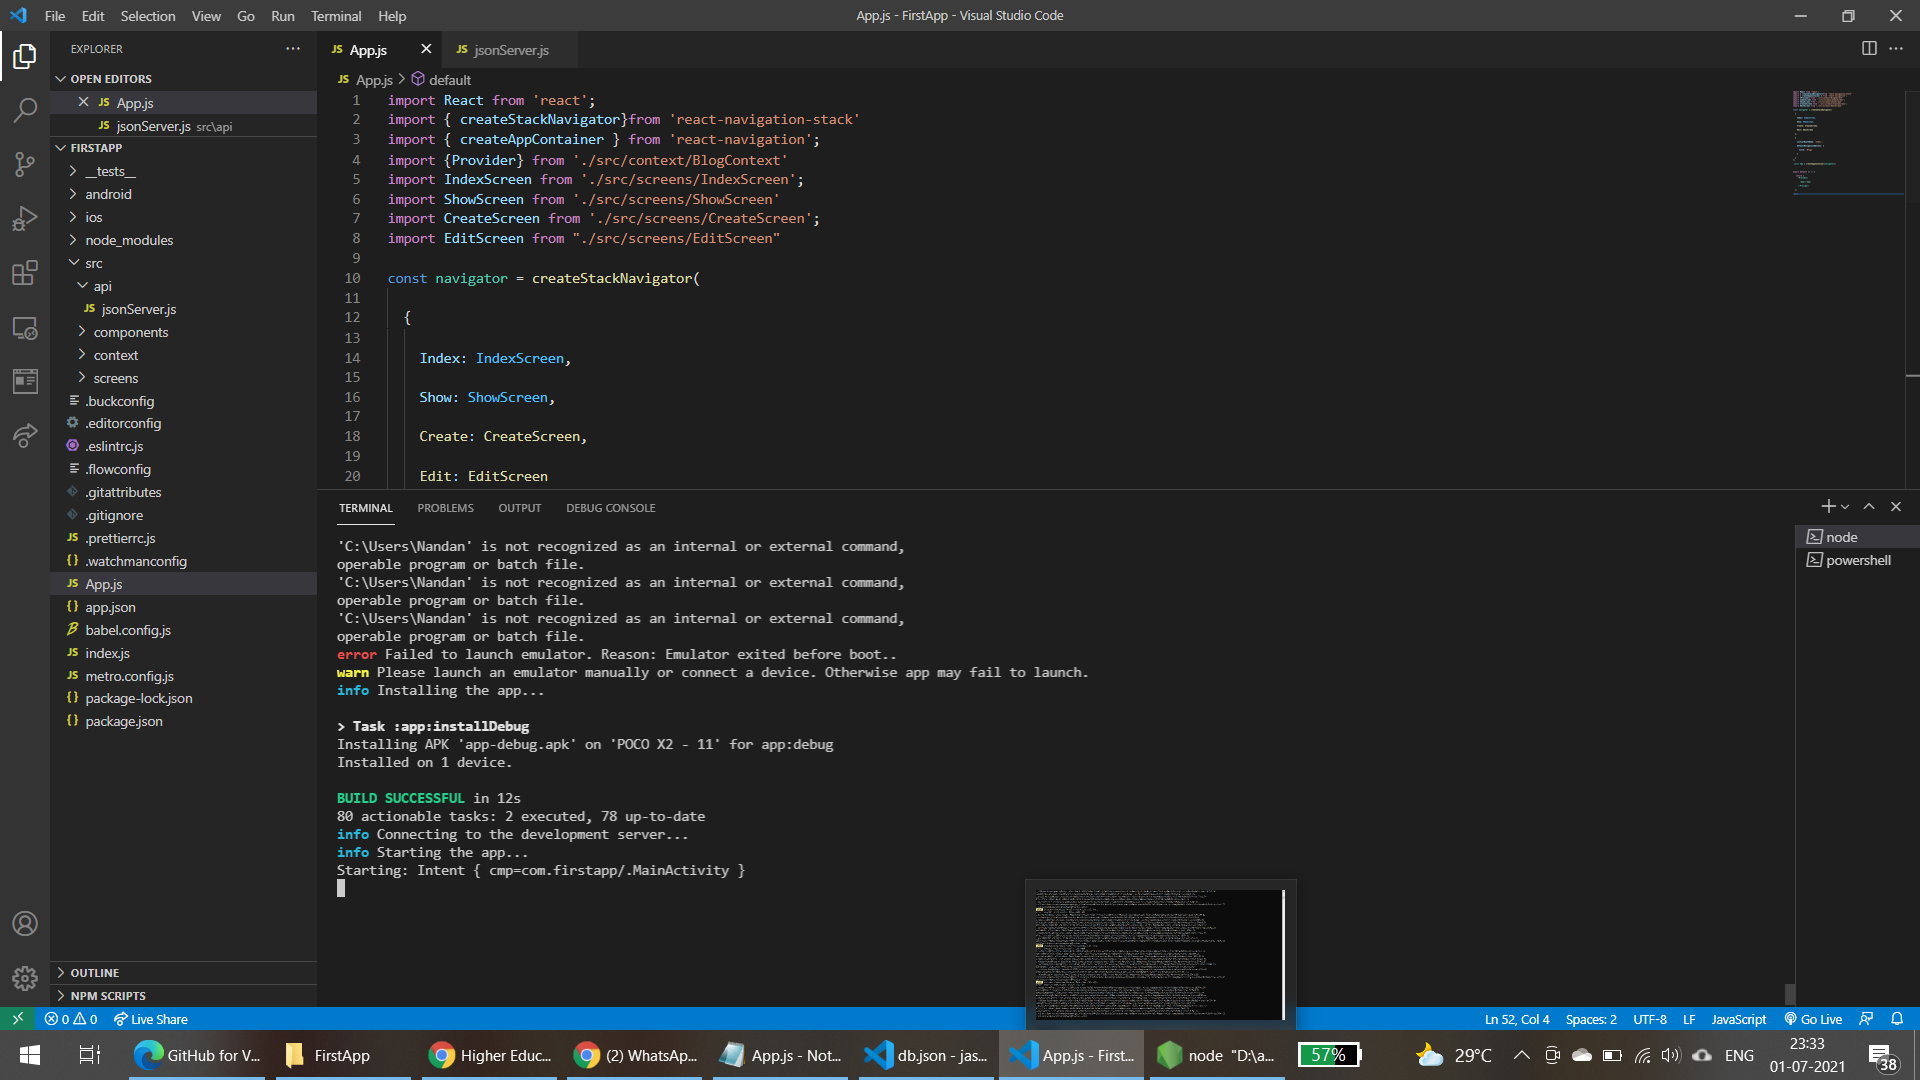 File Edit Selection View Go Run Terminal Help
App.js - FirstApp - Visual Studio Code
EXPLORER
OPEN EDITORS
JS App.js
JS jsonServer.js src\api
FIRSTAPP
__tests__
android
ios
node_modules
src
api
JS jsonServer.js
components
context
screens
.buckconfig
.editorconfig
.eslintrc.js
.flowconfig
.gitattributes
.gitignore
JS .prettierrc.js
{} .watchmanconfig
JS App.js
{} app.json
babel.config.js
JS index.js
JS metro.config.js
{} package-lock.json
{} package.json
OUTLINE
NPM SCRIPTS
JS App.js JS jsonServer.js
JS App.js > default
1 import React from 'react';
2 import { createStackNavigator}from 'react-navigation-stack'
3 import { createAppContainer } from 'react-navigation';
4 import {Provider} from './src/context/BlogContext'
5 import IndexScreen from './src/screens/IndexScreen';
6 import ShowScreen from './src/screens/ShowScreen'
7 import CreateScreen from './src/screens/CreateScreen';
8 import EditScreen from "./src/screens/EditScreen"
9
10 const navigator = createStackNavigator(
11
12 {
13
14 Index: IndexScreen,
15
16 Show: ShowScreen,
17
18 Create: CreateScreen,
19
20 Edit: EditScreen
TERMINAL PROBLEMS OUTPUT DEBUG CONSOLE
'C:\Users\Nandan' is not recognized as an internal or external command,
operable program or batch file.
'C:\Users\Nandan' is not recognized as an internal or external command,
operable program or batch file.
'C:\Users\Nandan' is not recognized as an internal or external command,
operable program or batch file.
error Failed to launch emulator. Reason: Emulator exited before boot..
warn Please launch an emulator manually or connect a device. Otherwise app may fail to launch.
info Installing the app...
> Task :app:installDebug
Installing APK 'app-debug.apk' on 'POCO X2 - 11' for app:debug
Installed on 1 device.
BUILD SUCCESSFUL in 12s
80 actionable tasks: 2 executed, 78 up-to-date
info Connecting to the development server...
info Starting the app...
Starting: Intent { cmp=com.firstapp/.MainActivity }
node
powershell
0 0 Live Share
Ln 52, Col 4 Spaces: 2 UTF-8 LF JavaScript Go Live
GitHub for V... FirstApp Higher Educ... (2) WhatsAp... App.js - Not... db.json - jas... App.js - First... node "D:\a... 57% 29°C ENG
23:33
01-07-2021
38